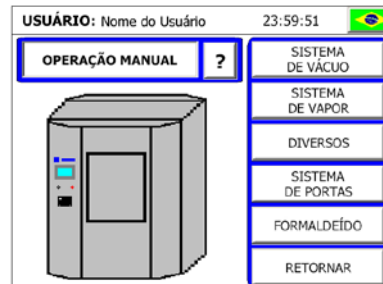 USUÁRIO: Nome do Usuário
23:59:51
OPERAÇÃO MANUAL
?
SISTEMA
DE VÁCUO
SISTEMA
DE VAPOR
DIVERSOS
SISTEMA
DE PORTAS
FORMALDEÍDO
RETORNAR